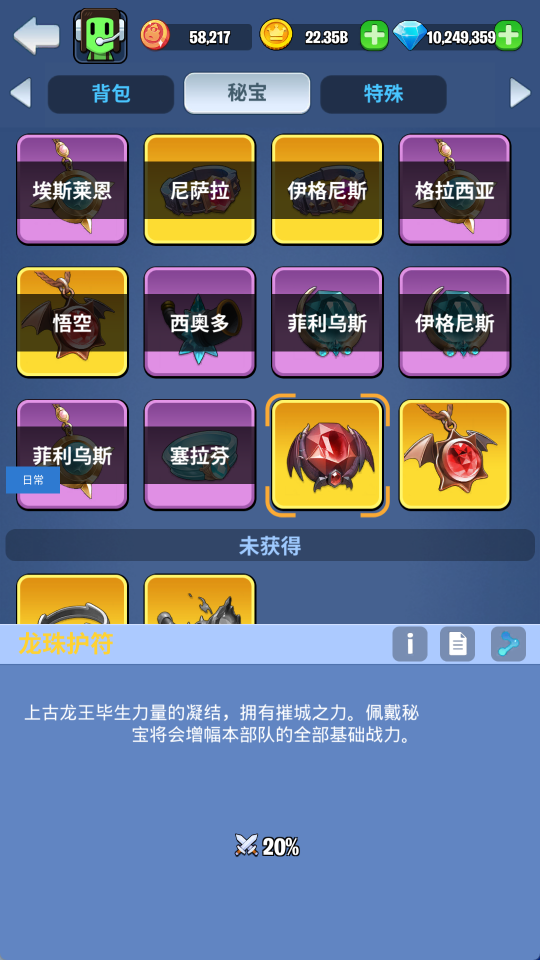 58,217
22.35B
10,249,359
背包
秘宝
特殊
埃斯莱恩
尼萨拉
伊格尼斯
格拉西亚
悟空
西奥多
菲利乌斯
伊格尼斯
菲利乌斯
塞拉芬
日常
未获得
龙珠护符
上古龙王毕生力量的凝结，拥有摧城之力。佩戴秘
宝将会增幅本部队的全部基础战力。
20%